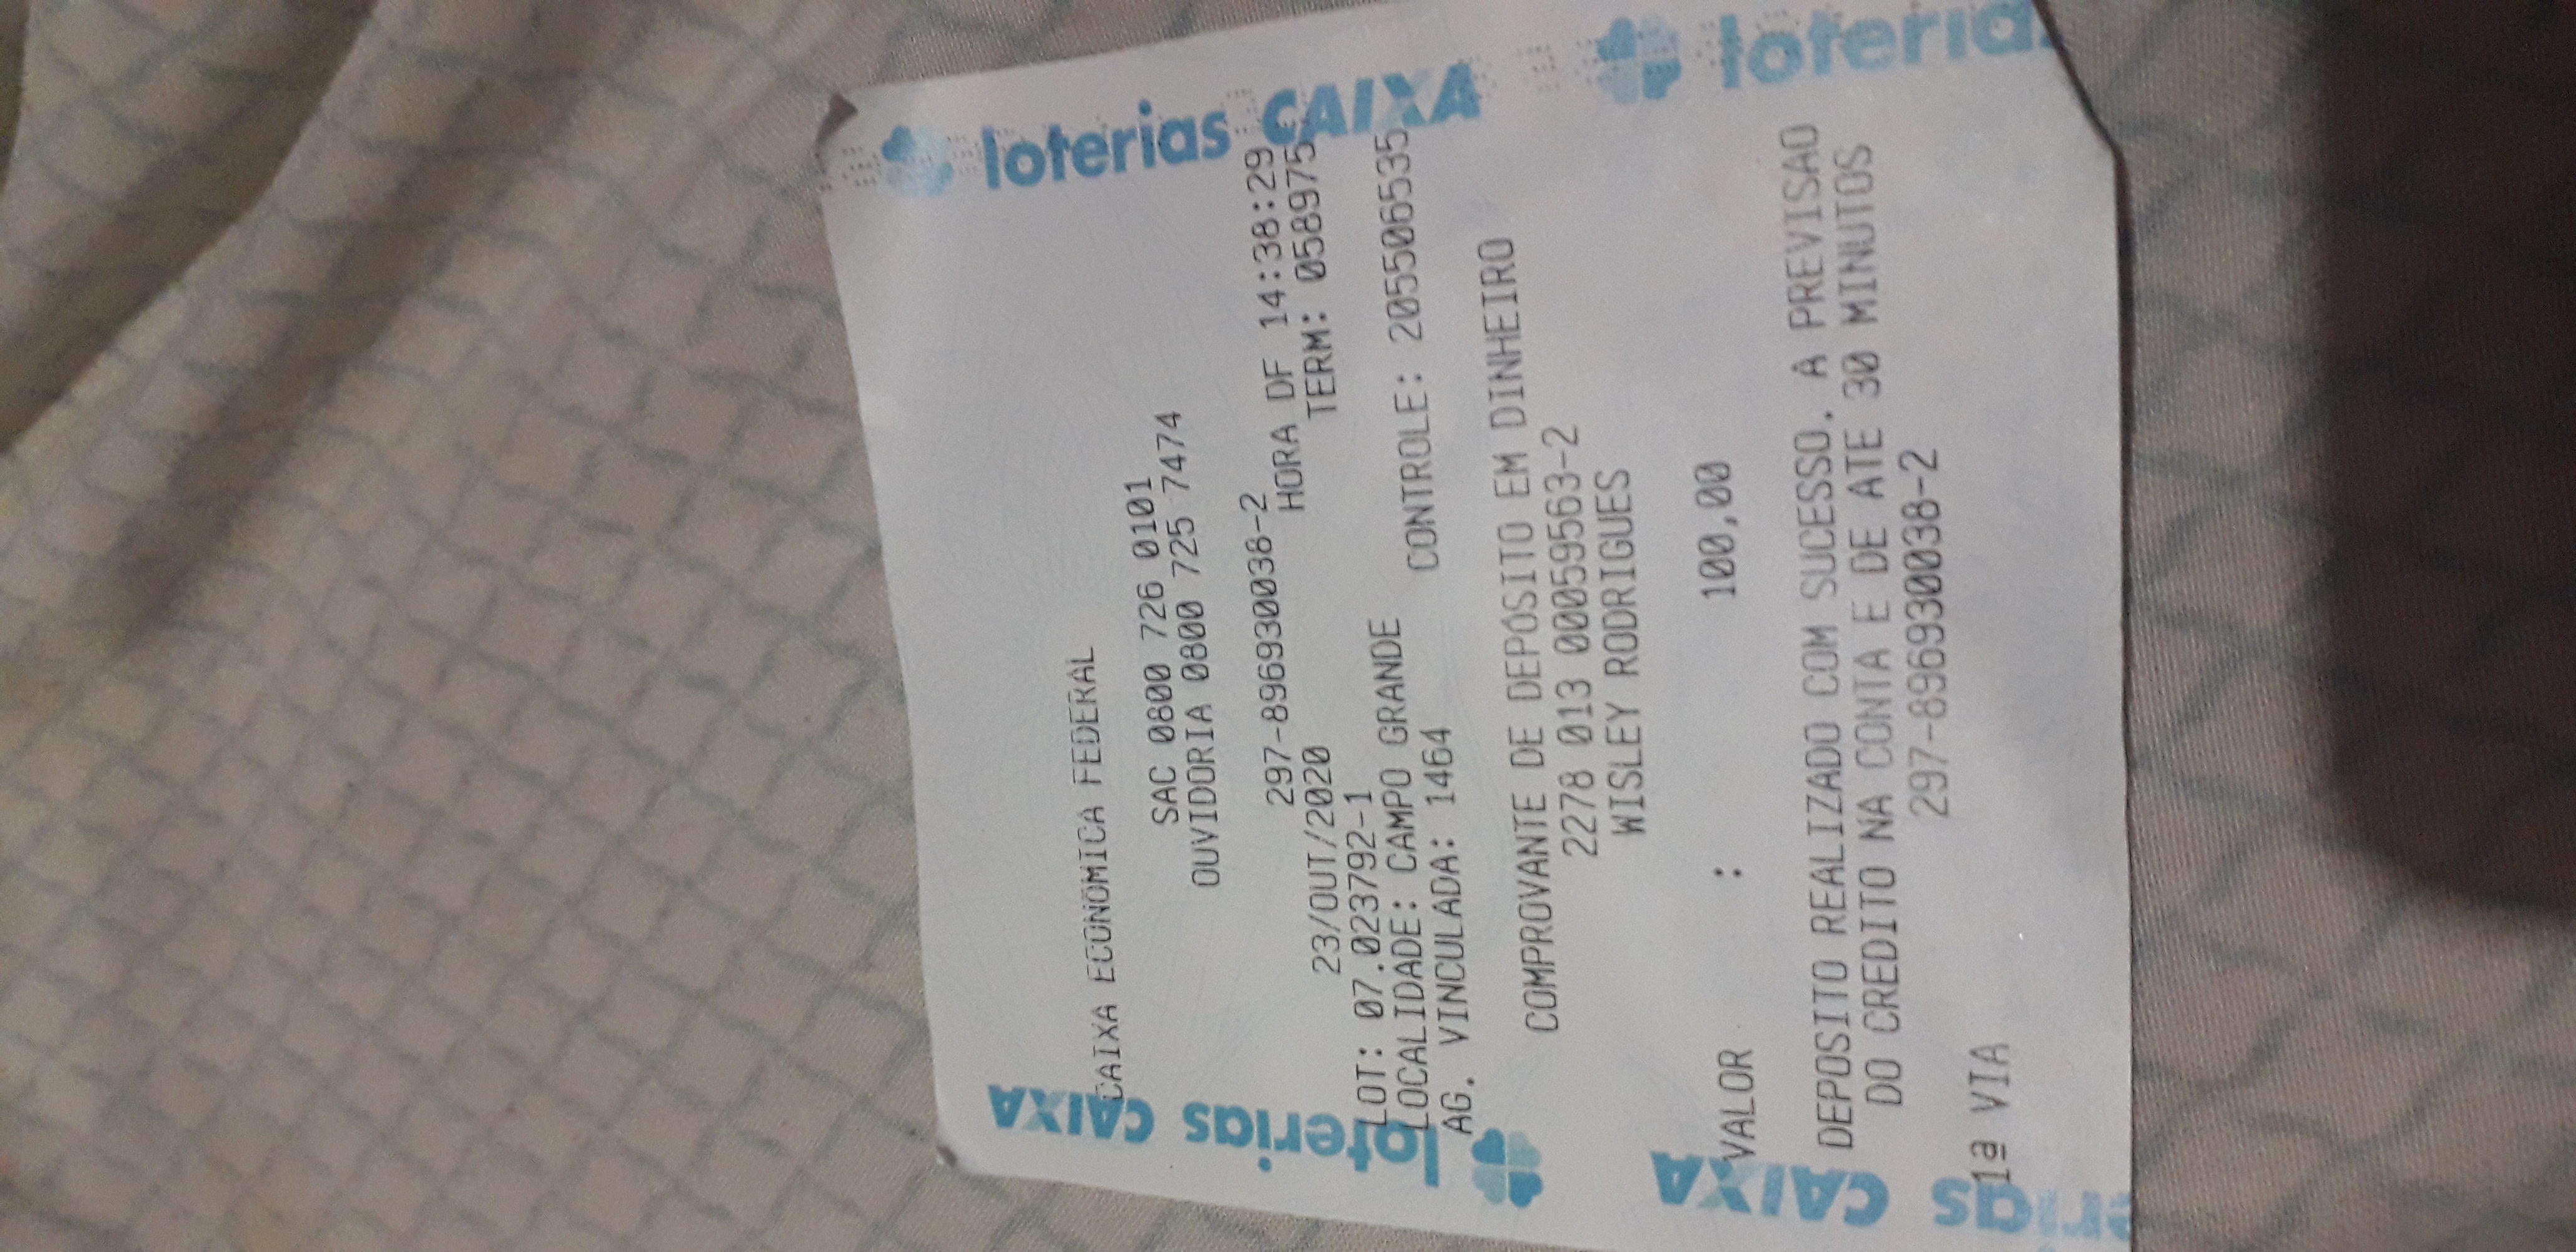 CAIXA ECONOMICA FEDERAL
SAC 0800 726 0101
OUVIDORIA 0800 725 7474
297-896930038-2
23/OUT/2020 HORA DF 14:38:29
LOT: 07.023792-1 TERM: 058975
LOCALIDADE: CAMPO GRANDE
AG. VINCULADA: 1464 CONTROLE: 205506535
COMPROVANTE DE DEPÓSITO EM DINHEIRO
2278 013 00059563-2
WISLEY RODRIGUES
VALOR : 100,00
DEPOSITO REALIZADO COM SUCESSO. A PREVISAO
DO CREDITO NA CONTA E DE ATE 30 MINUTOS
297-896930038-2
1ª VIA
loterias CAIXA
erias CAIXA
loterias CAIXA
loterias